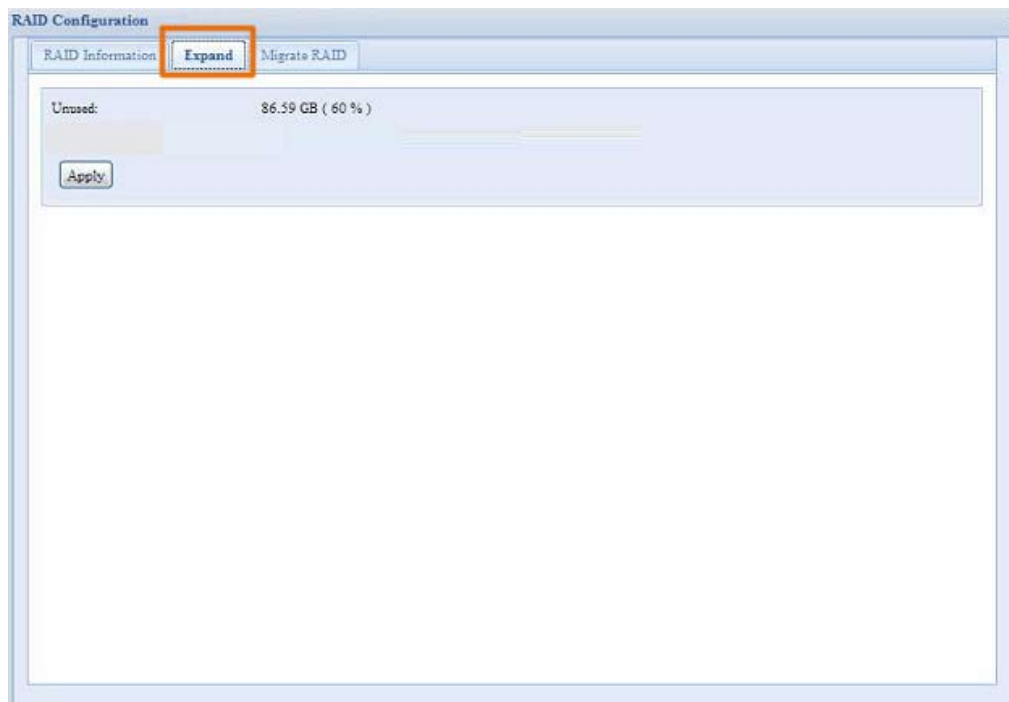 RAID Configuration
RAID Information Expand Migrate RAID
Unused: 86.59 GB ( 60 % )
Apply